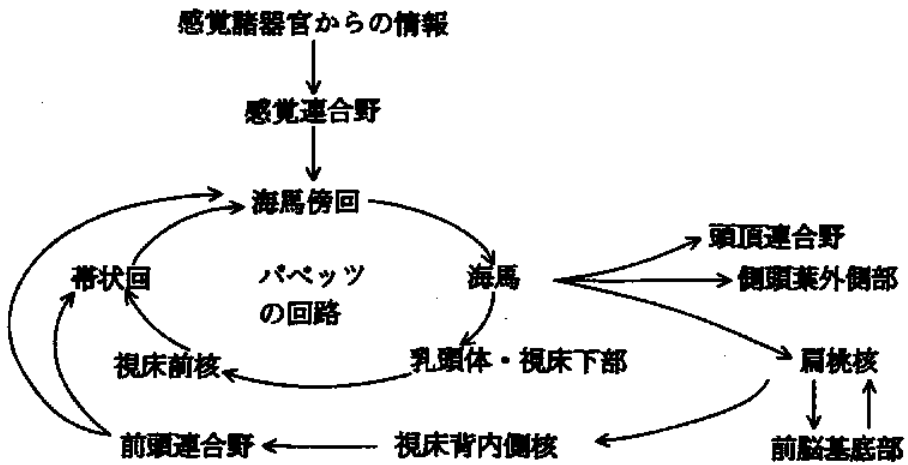 感覚諸器官からの情報
感覚連合野
海馬傍回
頭頂連合野
帯状回
パペッツ
の回路
海馬
側頭葉外側部
視床前核
乳頭体・視床下部
扁桃核
前頭連合野
視床背内側核
前脳基底部